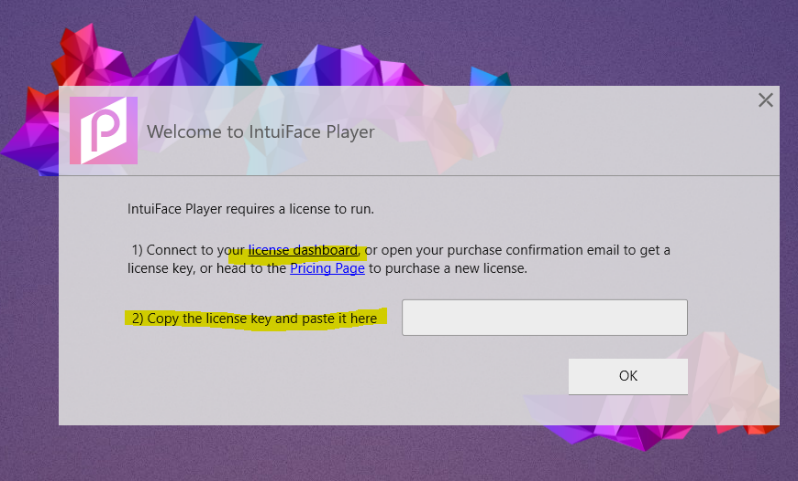 Welcome to IntuiFace Player
IntuiFace Player requires a license to run.
1) Connect to your license dashboard, or open your purchase confirmation email to get a
license key, or head to the Pricing Page to purchase a new license.
2) Copy the license key and paste it here
OK